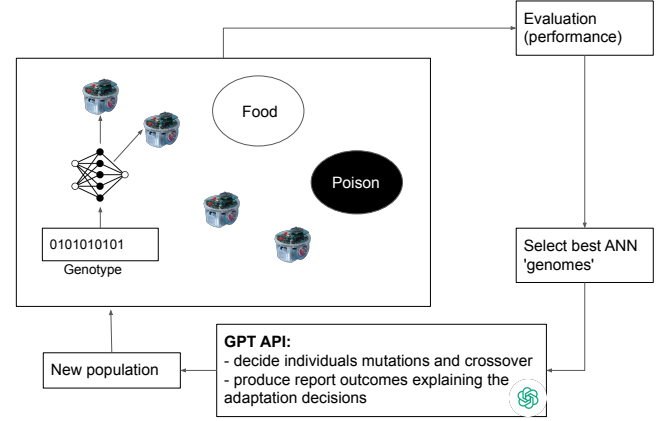 Evaluation
(performance)
Food
Poison
0101010101
Genotype
Select best ANN
'genomes'
GPT API:
- decide individuals mutations and crossover
- produce report outcomes explaining the
adaptation decisions
New population